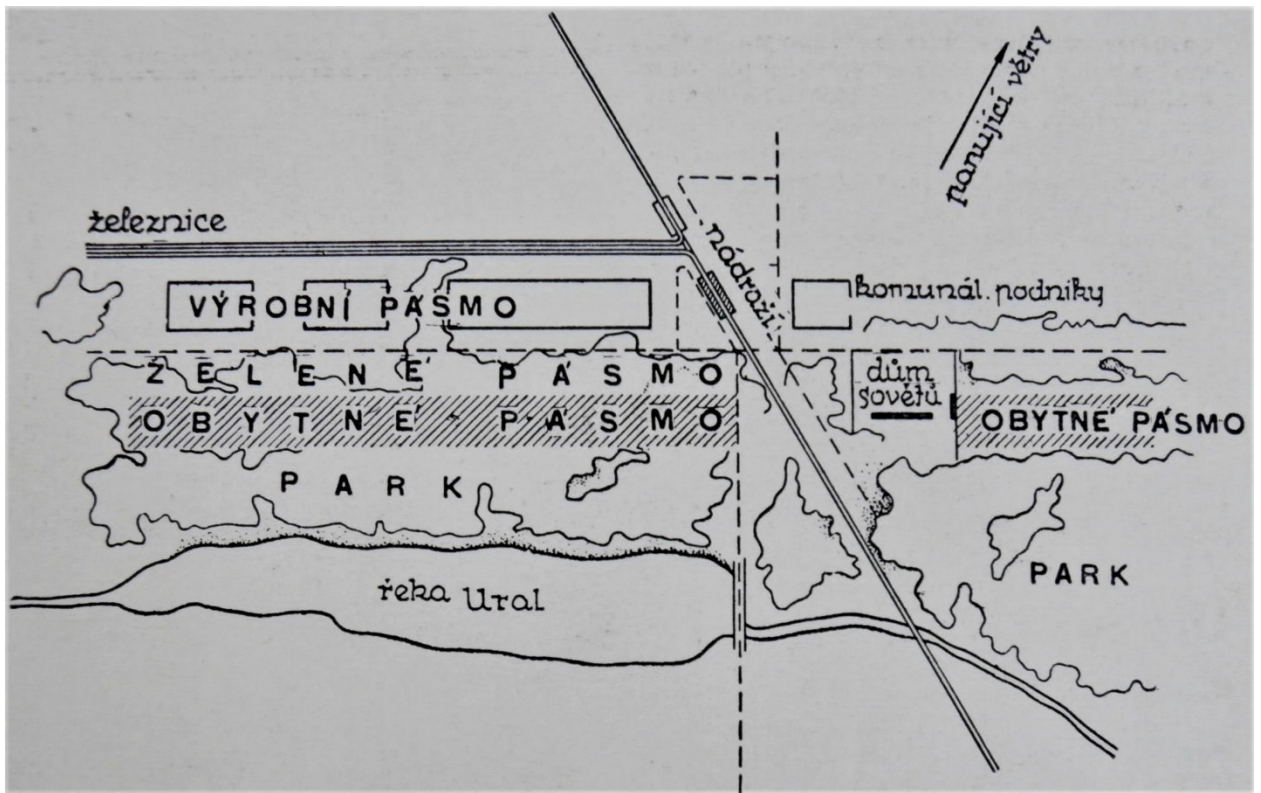 panující větry
železnice
nádraží
VÝROBNÍ PÁSMO
komunál. podniky
ZELENÉ PÁSMO
dům
sovětů
OBYTNÉ PÁSMO
OBYTNÉ PÁSMO
PARK
PARK
řeka Ural